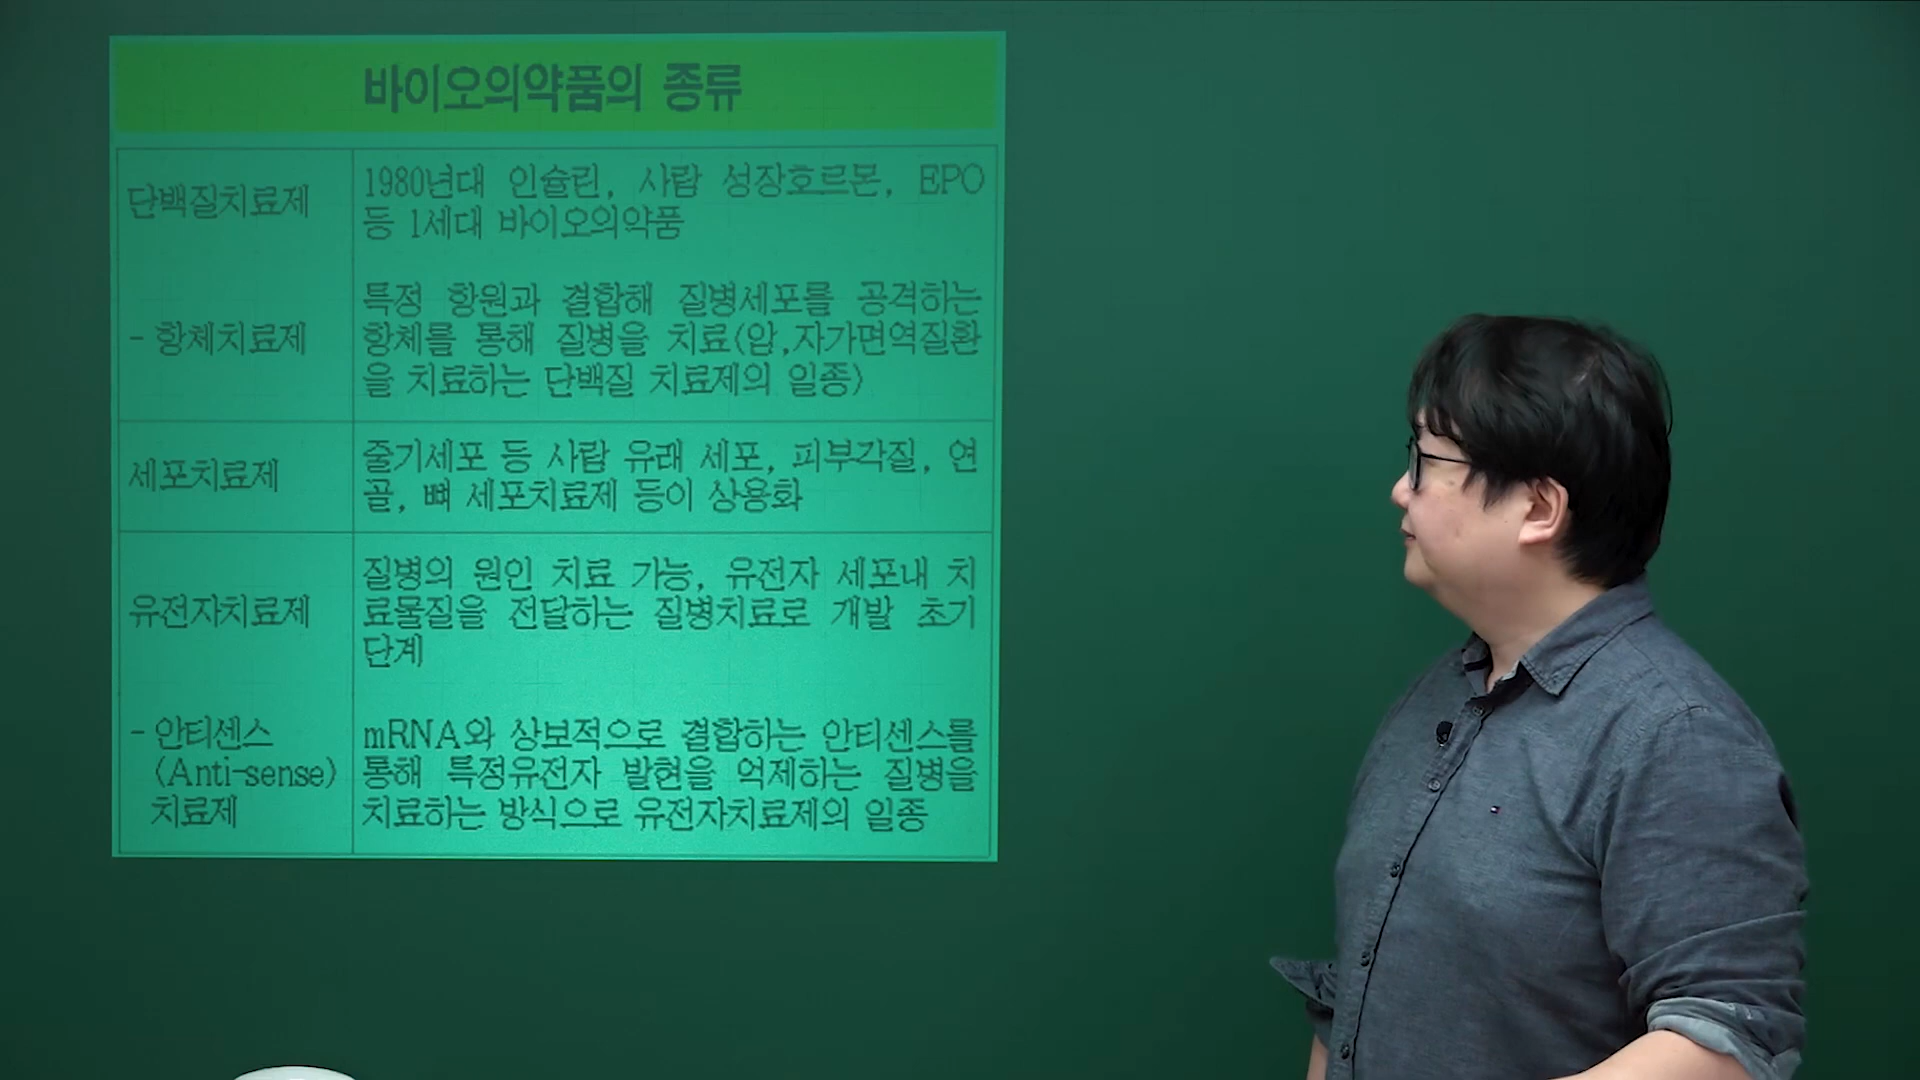 바이오의약품의 종류
단백질치료제
1980년대 인슐린, 사람 성장호르몬, EPO
등 1세대 바이오의약품
- 항체치료제
특정 항원과 결합해 질병세포를 공격하는
항체를 통해 질병을 치료(암,자가면역질환
을 치료하는 단백질 치료제의 일종)
세포치료제
줄기세포 등 사람 유래 세포, 피부각질, 연
골, 뼈 세포치료제 등이 상용화
유전자치료제
질병의 원인 치료 가능, 유전자 세포내 치
료물질을 전달하는 질병치료로 개발 초기
단계
- 안티센스
(Anti-sense)
치료제
mRNA와 상보적으로 결합하는 안티센스를
통해 특정유전자 발현을 억제하는 질병을
치료하는 방식으로 유전자치료제의 일종